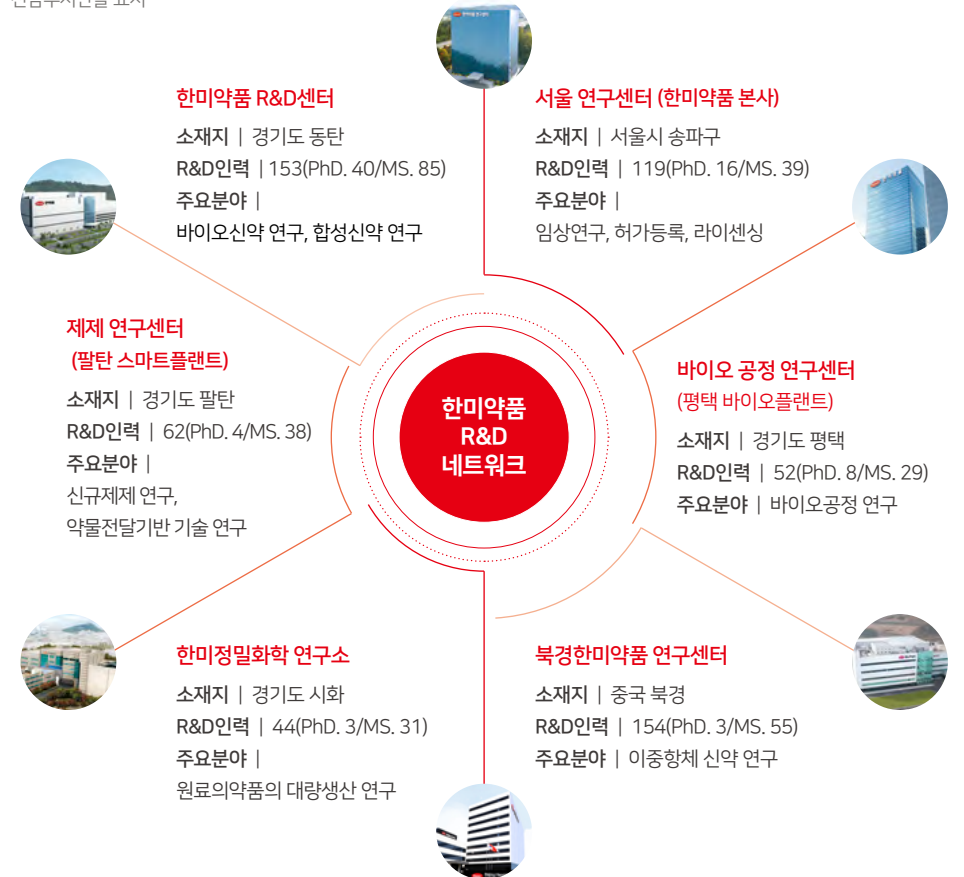 한미약품 R&D센터
소재지 | 경기도 동탄
R&D인력 | 153(PhD. 40/MS. 85)
주요분야 |
바이오신약 연구, 합성신약 연구
서울 연구센터 (한미약품 본사)
소재지 | 서울시 송파구
R&D인력 | 119(PhD. 16/MS. 39)
주요분야 |
임상연구, 허가등록, 라이센싱
제제 연구센터
(팔탄 스마트플랜트)
소재지 | 경기도 팔탄
R&D인력 | 62(PhD. 4/MS. 38)
주요분야 |
신규제제 연구,
약물전달기반 기술 연구
한미약품
R&D
네트워크
바이오 공정 연구센터
(평택 바이오플랜트)
소재지 | 경기도 평택
R&D인력 | 52(PhD. 8/MS. 29)
주요분야 | 바이오공정 연구
한미정밀화학 연구소
소재지 | 경기도 시화
R&D인력 | 44(PhD. 3/MS. 31)
주요분야 |
원료의약품의 대량생산 연구
북경한미약품 연구센터
소재지 | 중국 북경
R&D인력 | 154(PhD. 3/MS. 55)
주요분야 | 이중항체 신약 연구